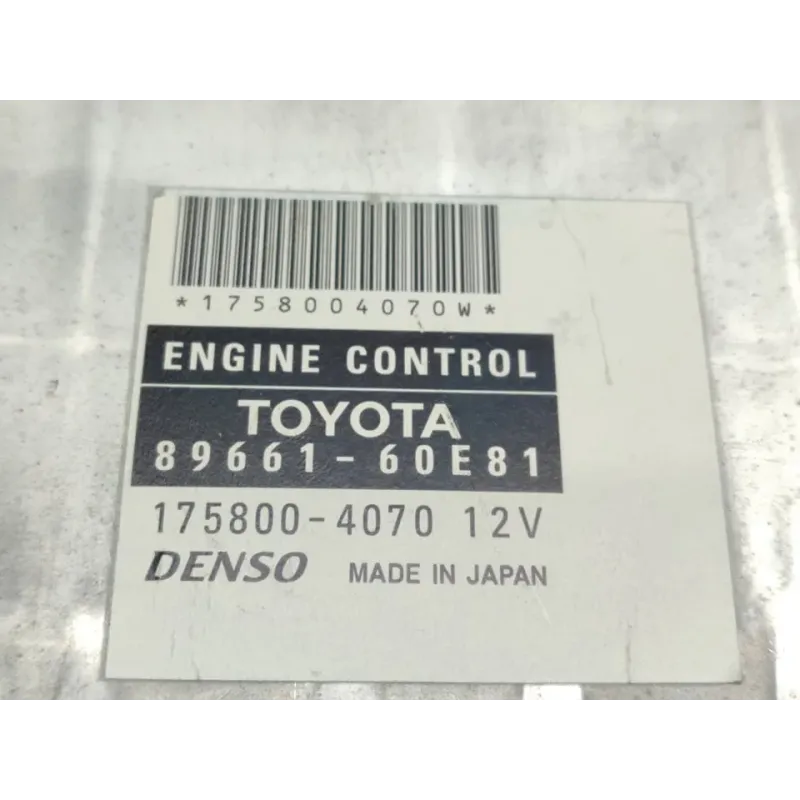 *1758004070W*
ENGINE CONTROL
TOYOTA
89661-60E81
175800-4070 12V
DENSO MADE IN JAPAN